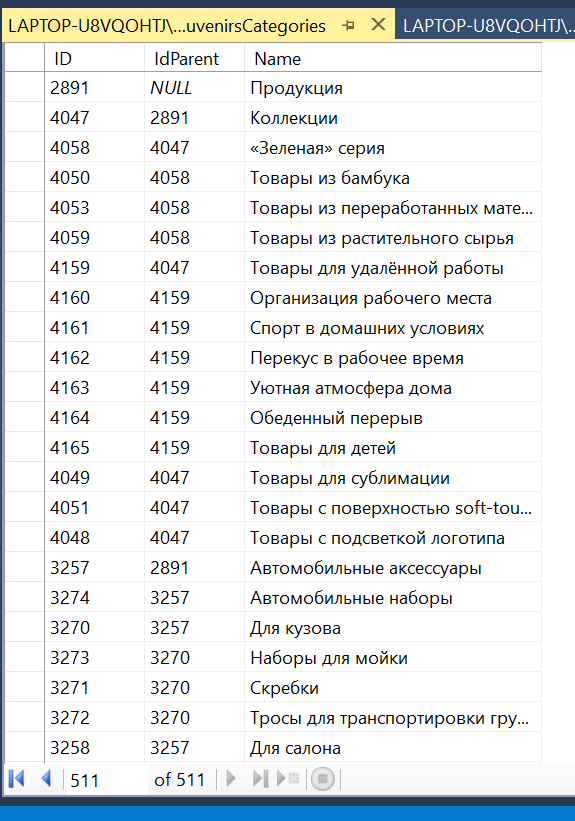 LAPTOP-U8VQOHTJ\...uvenirsCategories LAPTOP-U8VQOHTJ\...
ID IdParent Name
2891 NULL Продукция
4047 2891 Коллекции
4058 4047 «Зеленая» серия
4050 4058 Товары из бамбука
4053 4058 Товары из переработанных мате...
4059 4058 Товары из растительного сырья
4159 4047 Товары для удалённой работы
4160 4159 Организация рабочего места
4161 4159 Спорт в домашних условиях
4162 4159 Перекус в рабочее время
4163 4159 Уютная атмосфера дома
4164 4159 Обеденный перерыв
4165 4159 Товары для детей
4049 4047 Товары для сублимации
4051 4047 Товары с поверхностью soft-tou...
4048 4047 Товары с подсветкой логотипа
3257 2891 Автомобильные аксессуары
3274 3257 Автомобильные наборы
3270 3257 Для кузова
3273 3270 Наборы для мойки
3271 3270 Скребки
3272 3270 Тросы для транспортировки гру...
3258 3257 Для салона
511 of 511